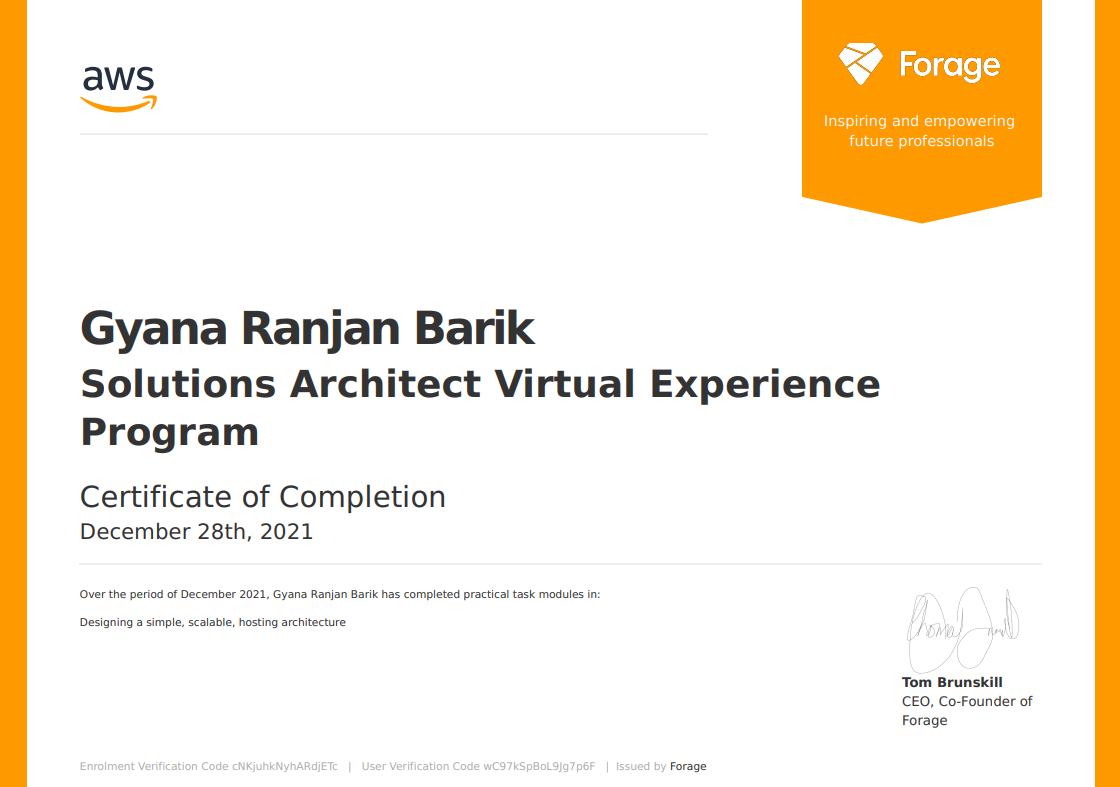 aws
Forage
Inspiring and empowering
future professionals
Gyana Ranjan Barik
Solutions Architect Virtual Experience
Program
Certificate of Completion
December 28th, 2021
Over the period of December 2021, Gyana Ranjan Barik has completed practical task modules in:
Designing a simple, scalable, hosting architecture
Tom Brunskill
CEO, Co-Founder of
Forage
Enrolment Verification Code cNKjuhkNyhARdjETc | User Verification Code wC97kSpBoL9Jg7p6F | Issued by Forage